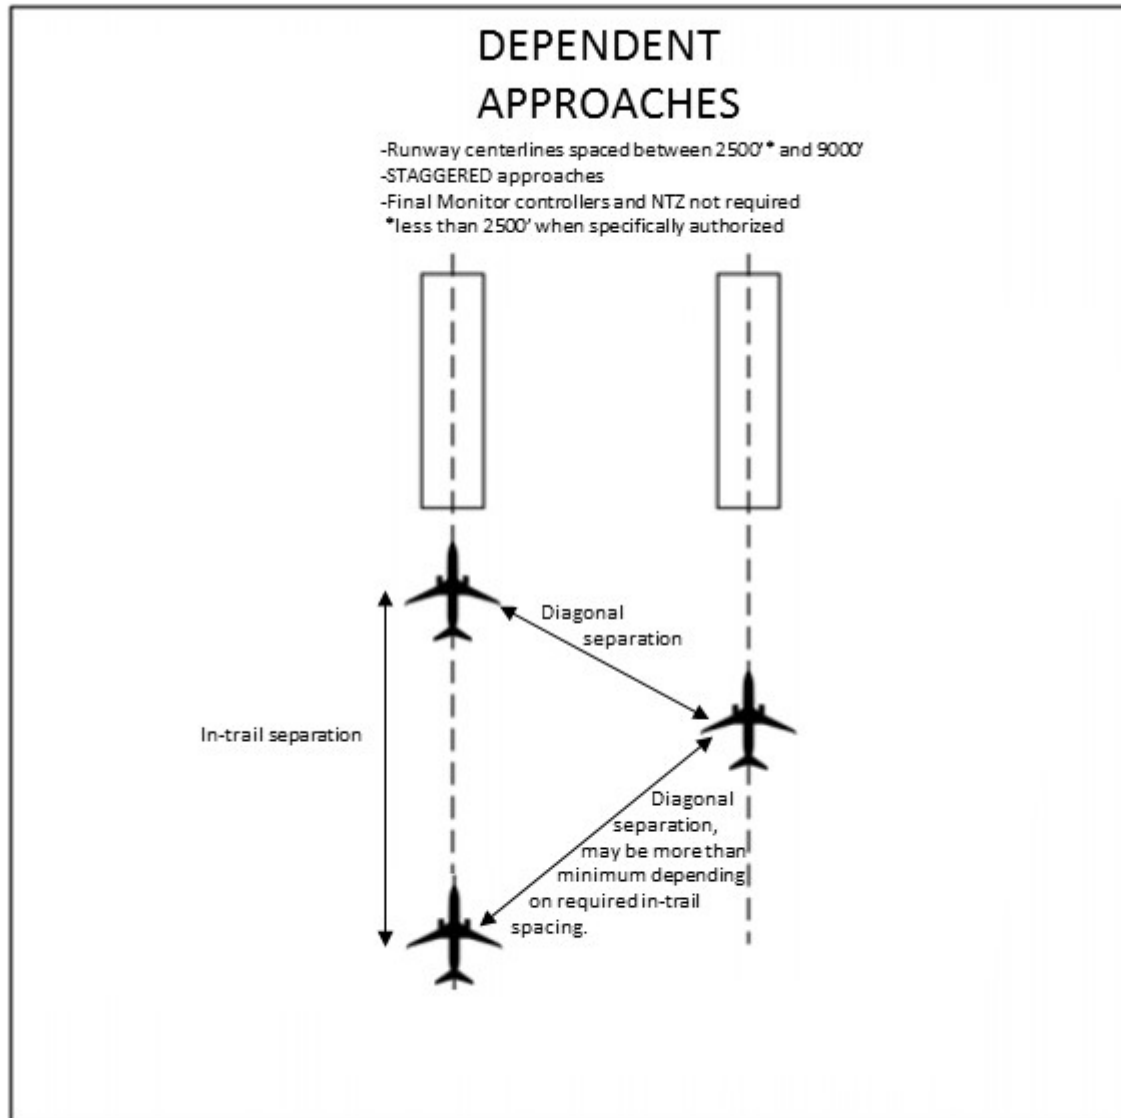 DEPENDENT
APPROACHES
-Runway centerlines spaced between 2500'* and 9000'
-STAGGERED approaches
-Final Monitor controllers and NTZ not required
*less than 2500' when specifically authorized
Diagonal
separation
In-trail separation
Diagonal
separation,
may be more than
minimum depending
on required in-trail
spacing.